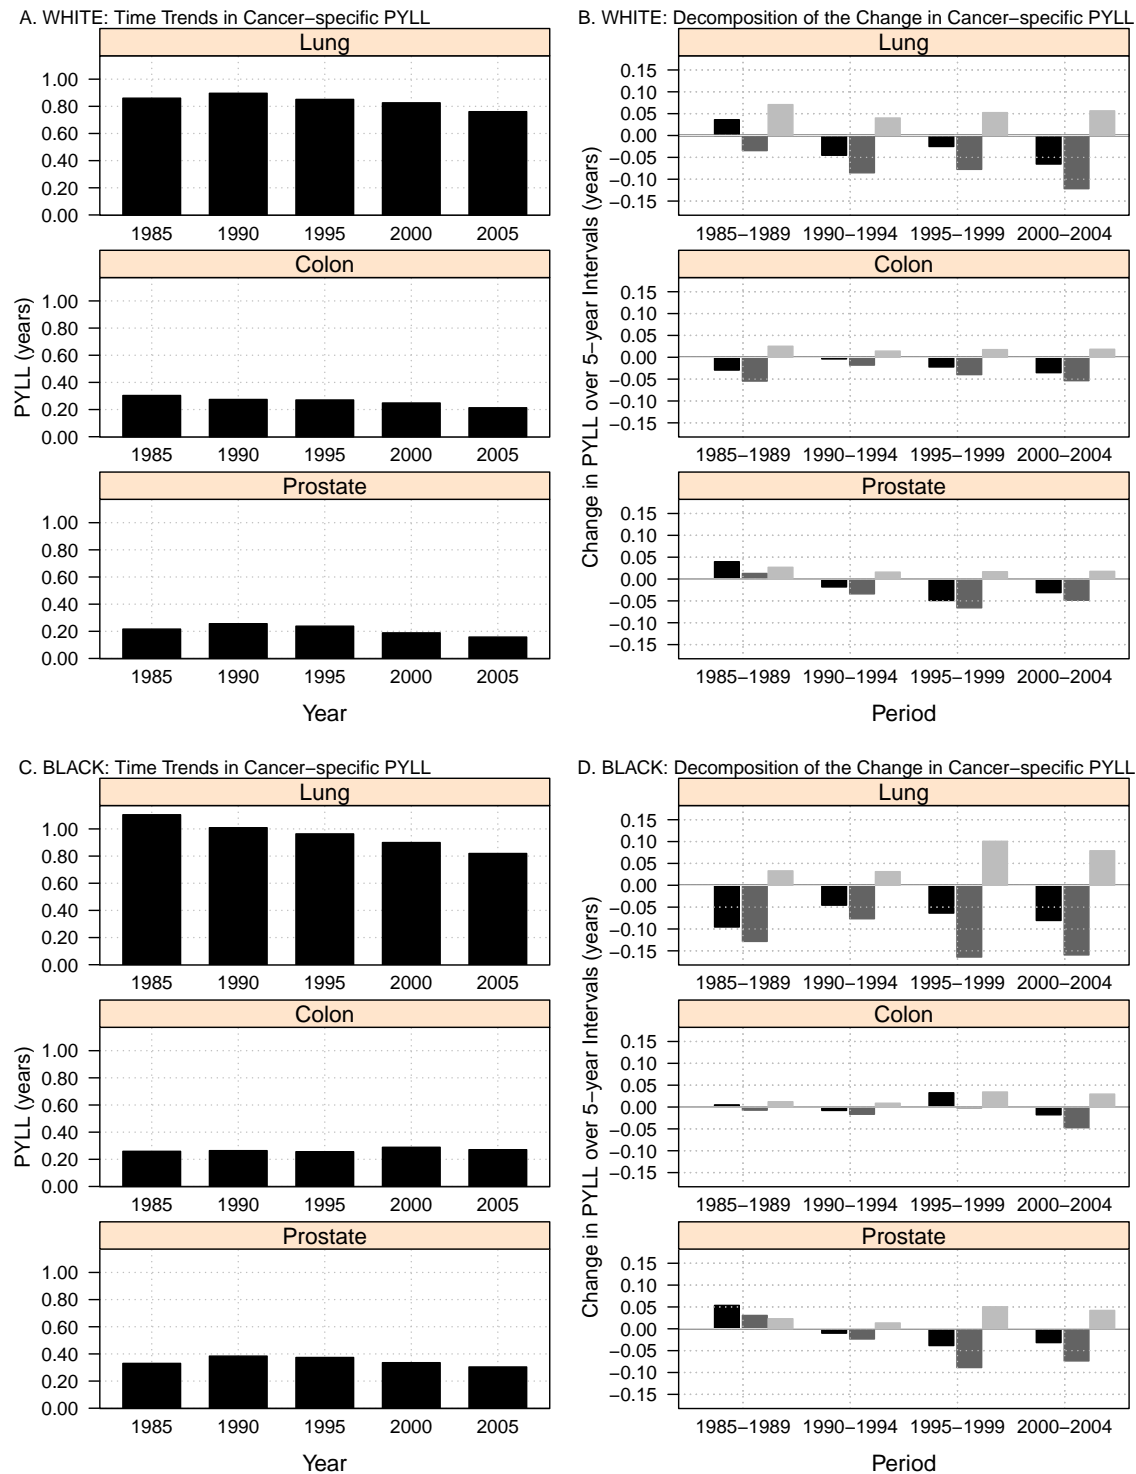 A. WHITE: Time Trends in Cancer−specific PYLL
Lung
1.00
0.80
0.60
0.40
0.20
0.00
1985 1990 1995 2000 2005
Colon
1.00
0.80
0.60
0.40
0.20
0.00
1985 1990 1995 2000 2005
Prostate
1.00
0.80
0.60
0.40
0.20
0.00
1985 1990 1995 2000 2005
PYLL (years)
Year
B. WHITE: Decomposition of the Change in Cancer−specific PYLL
Lung
0.15
0.10
0.05
0.00
−0.05
−0.10
−0.15
1985−1989 1990−1994 1995−1999 2000−2004
Colon
0.15
0.10
0.05
0.00
−0.05
−0.10
−0.15
1985−1989 1990−1994 1995−1999 2000−2004
Prostate
0.15
0.10
0.05
0.00
−0.05
−0.10
−0.15
1985−1989 1990−1994 1995−1999 2000−2004
Change in PYLL over 5−year Intervals (years)
Period
C. BLACK: Time Trends in Cancer−specific PYLL
Lung
1.00
0.80
0.60
0.40
0.20
0.00
1985 1990 1995 2000 2005
Colon
1.00
0.80
0.60
0.40
0.20
0.00
1985 1990 1995 2000 2005
Prostate
1.00
0.80
0.60
0.40
0.20
0.00
1985 1990 1995 2000 2005
PYLL (years)
Year
D. BLACK: Decomposition of the Change in Cancer−specific PYLL
Lung
0.15
0.10
0.05
0.00
−0.05
−0.10
−0.15
1985−1989 1990−1994 1995−1999 2000−2004
Colon
0.15
0.10
0.05
0.00
−0.05
−0.10
−0.15
1985−1989 1990−1994 1995−1999 2000−2004
Prostate
0.15
0.10
0.05
0.00
−0.05
−0.10
−0.15
1985−1989 1990−1994 1995−1999 2000−2004
Change in PYLL over 5−year Intervals (years)
Period